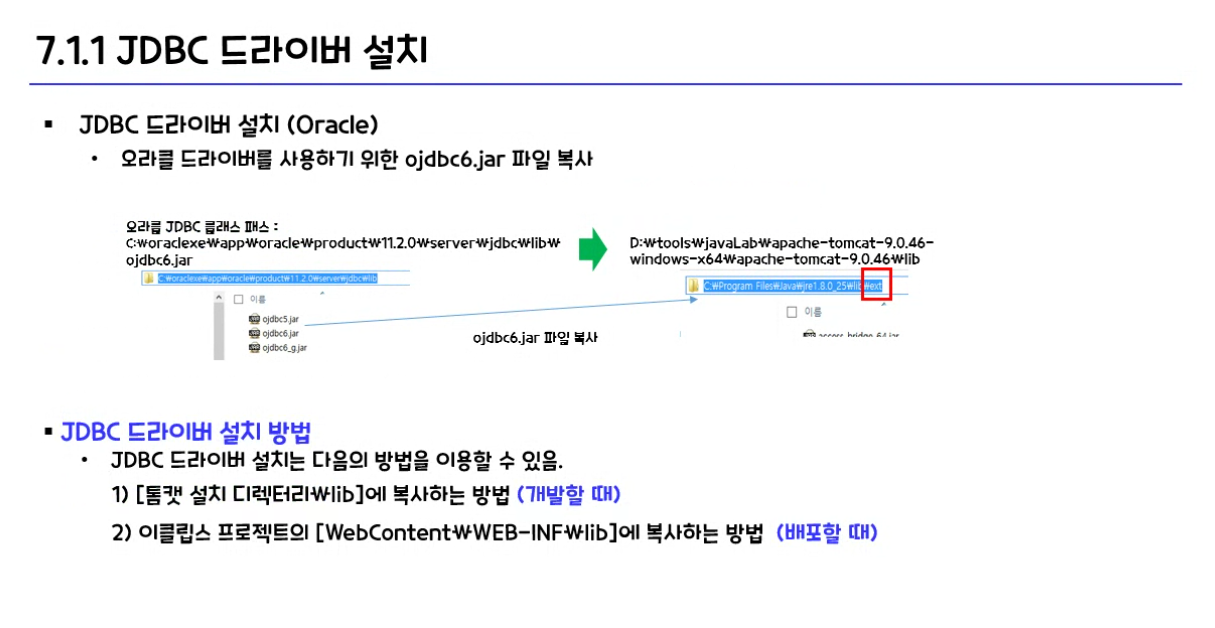 7.1.1 JDBC 드라이버 설치
▪ JDBC 드라이버 설치 (Oracle)
• 오라클 드라이버를 사용하기 위한 ojdbc6.jar 파일 복사
오라클 JDBC 클래스 패스 :
C:₩oraclexe₩app₩oracle₩product₩11.2.0₩server₩jdbc₩lib₩
ojdbc6.jar
D:₩tools₩javaLab₩apache-tomcat-9.0.46-
windows-x64₩apache-tomcat-9.0.46₩lib
C:₩oraclexe₩app₩oracle₩product₩11.2.0₩server₩jdbc₩lib
C:₩Program Files₩Java₩jre1.8.0_25₩lib₩ext
이름
이름
ojdbc5.jar
ojdbc6.jar
ojdbc6_g.jar
access-bridge-64.jar
ojdbc6.jar 파일 복사
▪ JDBC 드라이버 설치 방법
• JDBC 드라이버 설치는 다음의 방법을 이용할 수 있음.
1) [톰캣 설치 디렉터리₩lib]에 복사하는 방법 (개발할 때)
2) 이클립스 프로젝트의 [WebContent₩WEB-INF₩lib]에 복사하는 방법 (배포할 때)